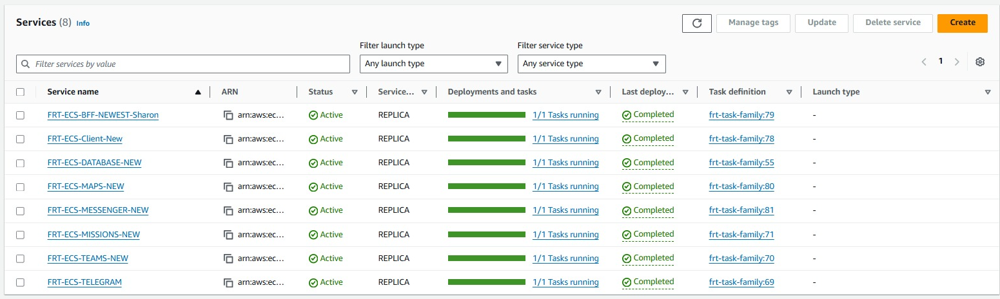 Services (8) Info
Manage tags Update Delete service Create
Filter launch type Filter service type
Filter services by value Any launch type Any service type 1
Service name ARN Status Service... Deployments and tasks Last deploy... Task definition Launch type
FRT-ECS-BFF-NEWEST-Sharon arn:aws:ec... Active REPLICA 1/1 Tasks running Completed frt-task-family:79 -
FRT-ECS-Client-New arn:aws:ec... Active REPLICA 1/1 Tasks running Completed frt-task-family:78 -
FRT-ECS-DATABASE-NEW arn:aws:ec... Active REPLICA 1/1 Tasks running Completed frt-task-family:55 -
FRT-ECS-MAPS-NEW arn:aws:ec... Active REPLICA 1/1 Tasks running Completed frt-task-family:80 -
FRT-ECS-MESSENGER-NEW arn:aws:ec... Active REPLICA 1/1 Tasks running Completed frt-task-family:81 -
FRT-ECS-MISSIONS-NEW arn:aws:ec... Active REPLICA 1/1 Tasks running Completed frt-task-family:71 -
FRT-ECS-TEAMS-NEW arn:aws:ec... Active REPLICA 1/1 Tasks running Completed frt-task-family:70 -
FRT-ECS-TELEGRAM arn:aws:ec... Active REPLICA 1/1 Tasks running Completed frt-task-family:69 -